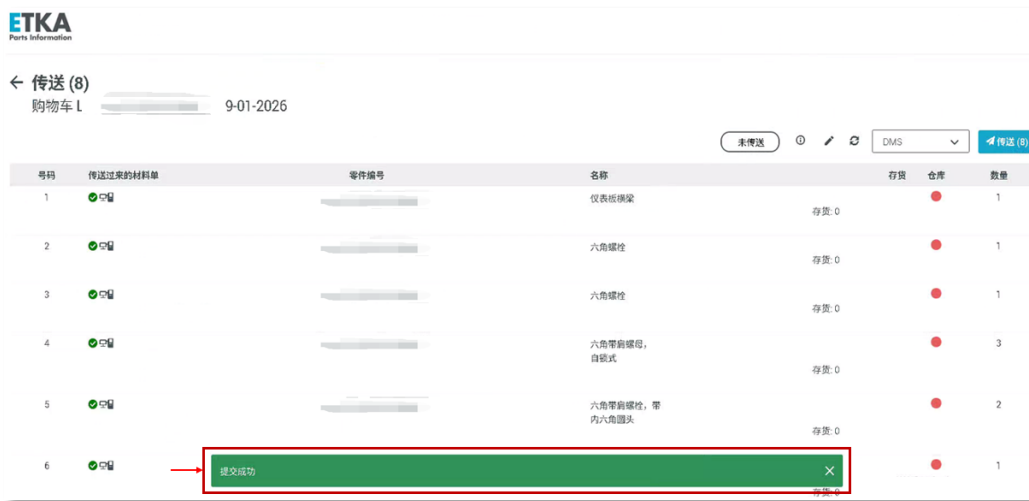 ETKA
Parts Information
← 传送 (8)
购物车 L 9-01-2026
未传送 DMS 传送 (8)
号码 传送过来的材料单 零件编号 名称 存货 仓库 数量
1 仪表板横梁 1
存货: 0
2 六角螺栓 1
存货: 0
3 六角螺栓 1
存货: 0
4 六角带肩螺母, 3
自锁式
存货: 0
5 六角带肩螺栓, 带 2
内六角圆头
存货: 0
6 提交成功 1
存货: 0